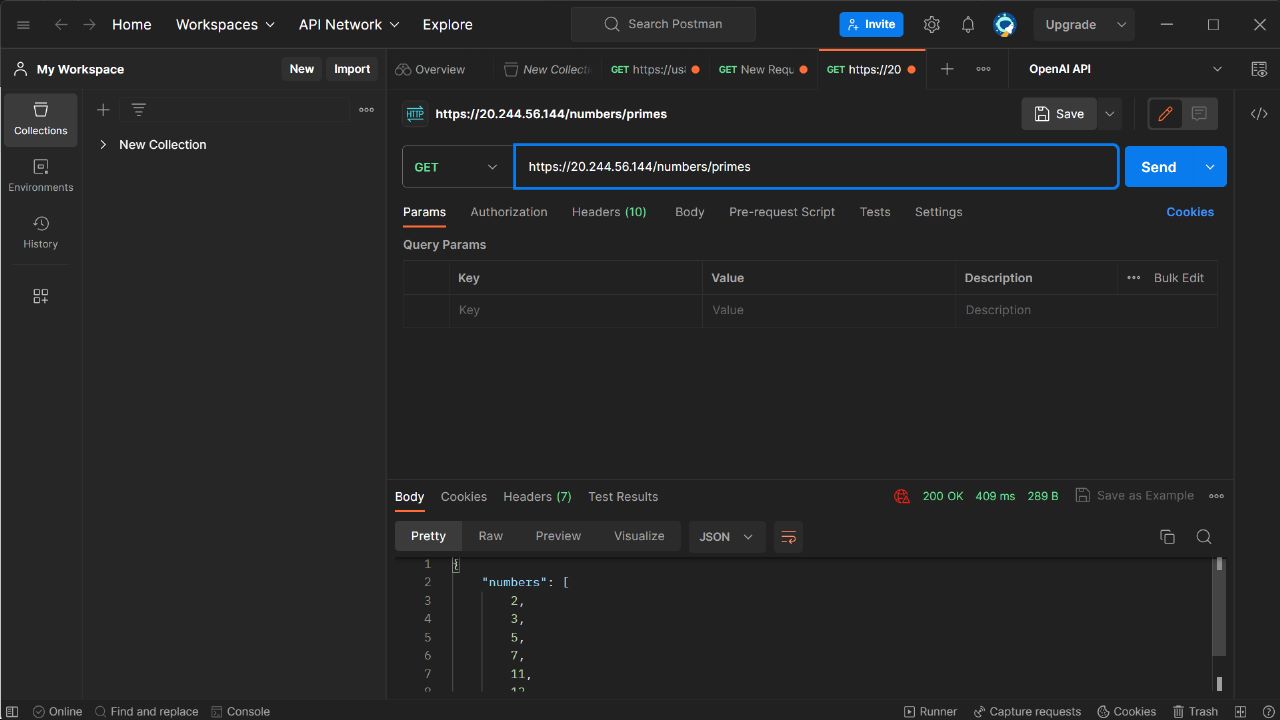 Home Workspaces API Network Explore Search Postman Invite Upgrade
My Workspace New Import Overview New Collecti GET https://us GET New Requ GET https://20 OpenAI API
Collections
Environments
History
New Collection
HTTP https://20.244.56.144/numbers/primes Save
GET https://20.244.56.144/numbers/primes Send
Params Authorization Headers (10) Body Pre-request Script Tests Settings Cookies
Query Params
Key Value Description Bulk Edit
Key Value Description
Body Cookies Headers (7) Test Results 200 OK 409 ms 289 B Save as Example
Pretty Raw Preview Visualize JSON
1 {
2 "numbers": [
3 2,
4 3,
5 5,
6 7,
7 11,
Online Find and replace Console Runner Capture requests Cookies Trash